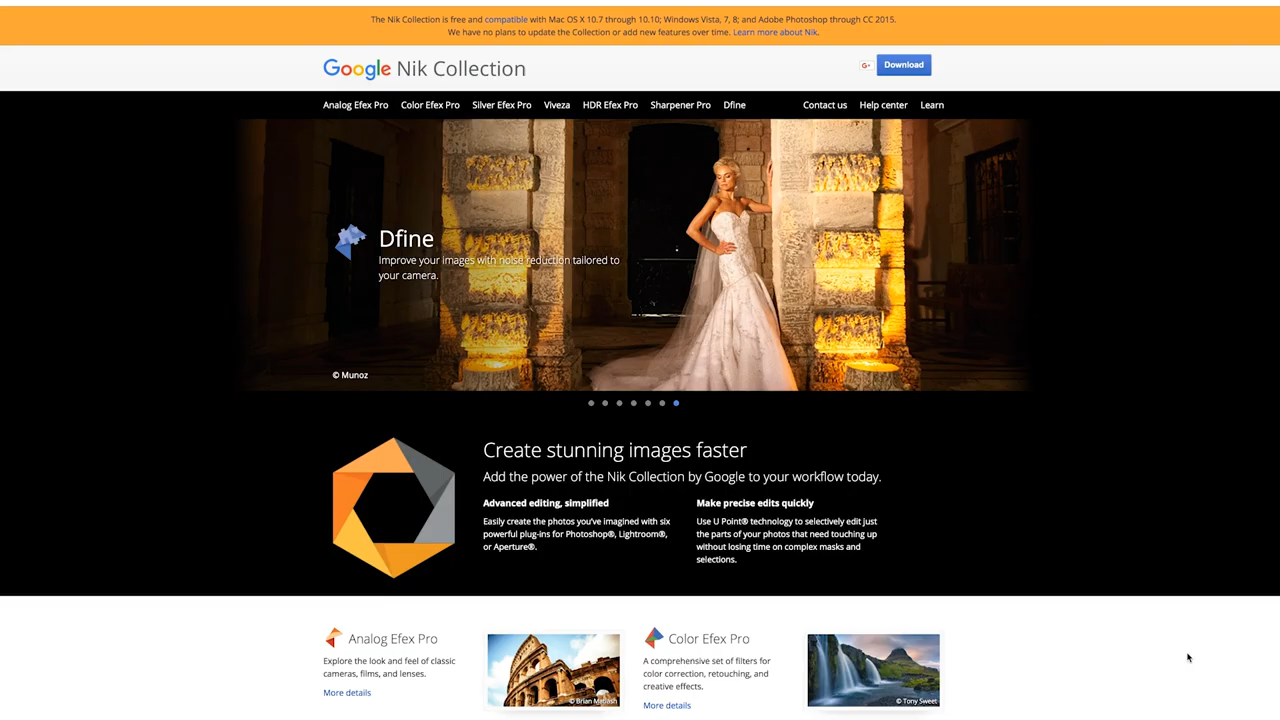 The Nik Collection is free and compatible with Mac OS X 10.7 through 10.10; Windows Vista, 7, 8; and Adobe Photoshop through CC 2015.
We have no plans to update the Collection or add new features over time. Learn more about Nik.
Google Nik Collection
G+ Download
Analog Efex Pro Color Efex Pro Silver Efex Pro Viveza HDR Efex Pro Sharpener Pro Dfine Contact us Help center Learn
Dfine
Improve your images with noise reduction tailored to
your camera.
© Munoz
Create stunning images faster
Add the power of the Nik Collection by Google to your workflow today.
Advanced editing, simplified
Easily create the photos you've imagined with six
powerful plug-ins for Photoshop®, Lightroom®,
or Aperture®.
Make precise edits quickly
Use U Point® technology to selectively edit just
the parts of your photos that need touching up
without losing time on complex masks and
selections.
Analog Efex Pro
Explore the look and feel of classic
cameras, films, and lenses.
More details
© Brian Matiash
Color Efex Pro
A comprehensive set of filters for
color correction, retouching, and
creative effects.
More details
© Tony Sweet